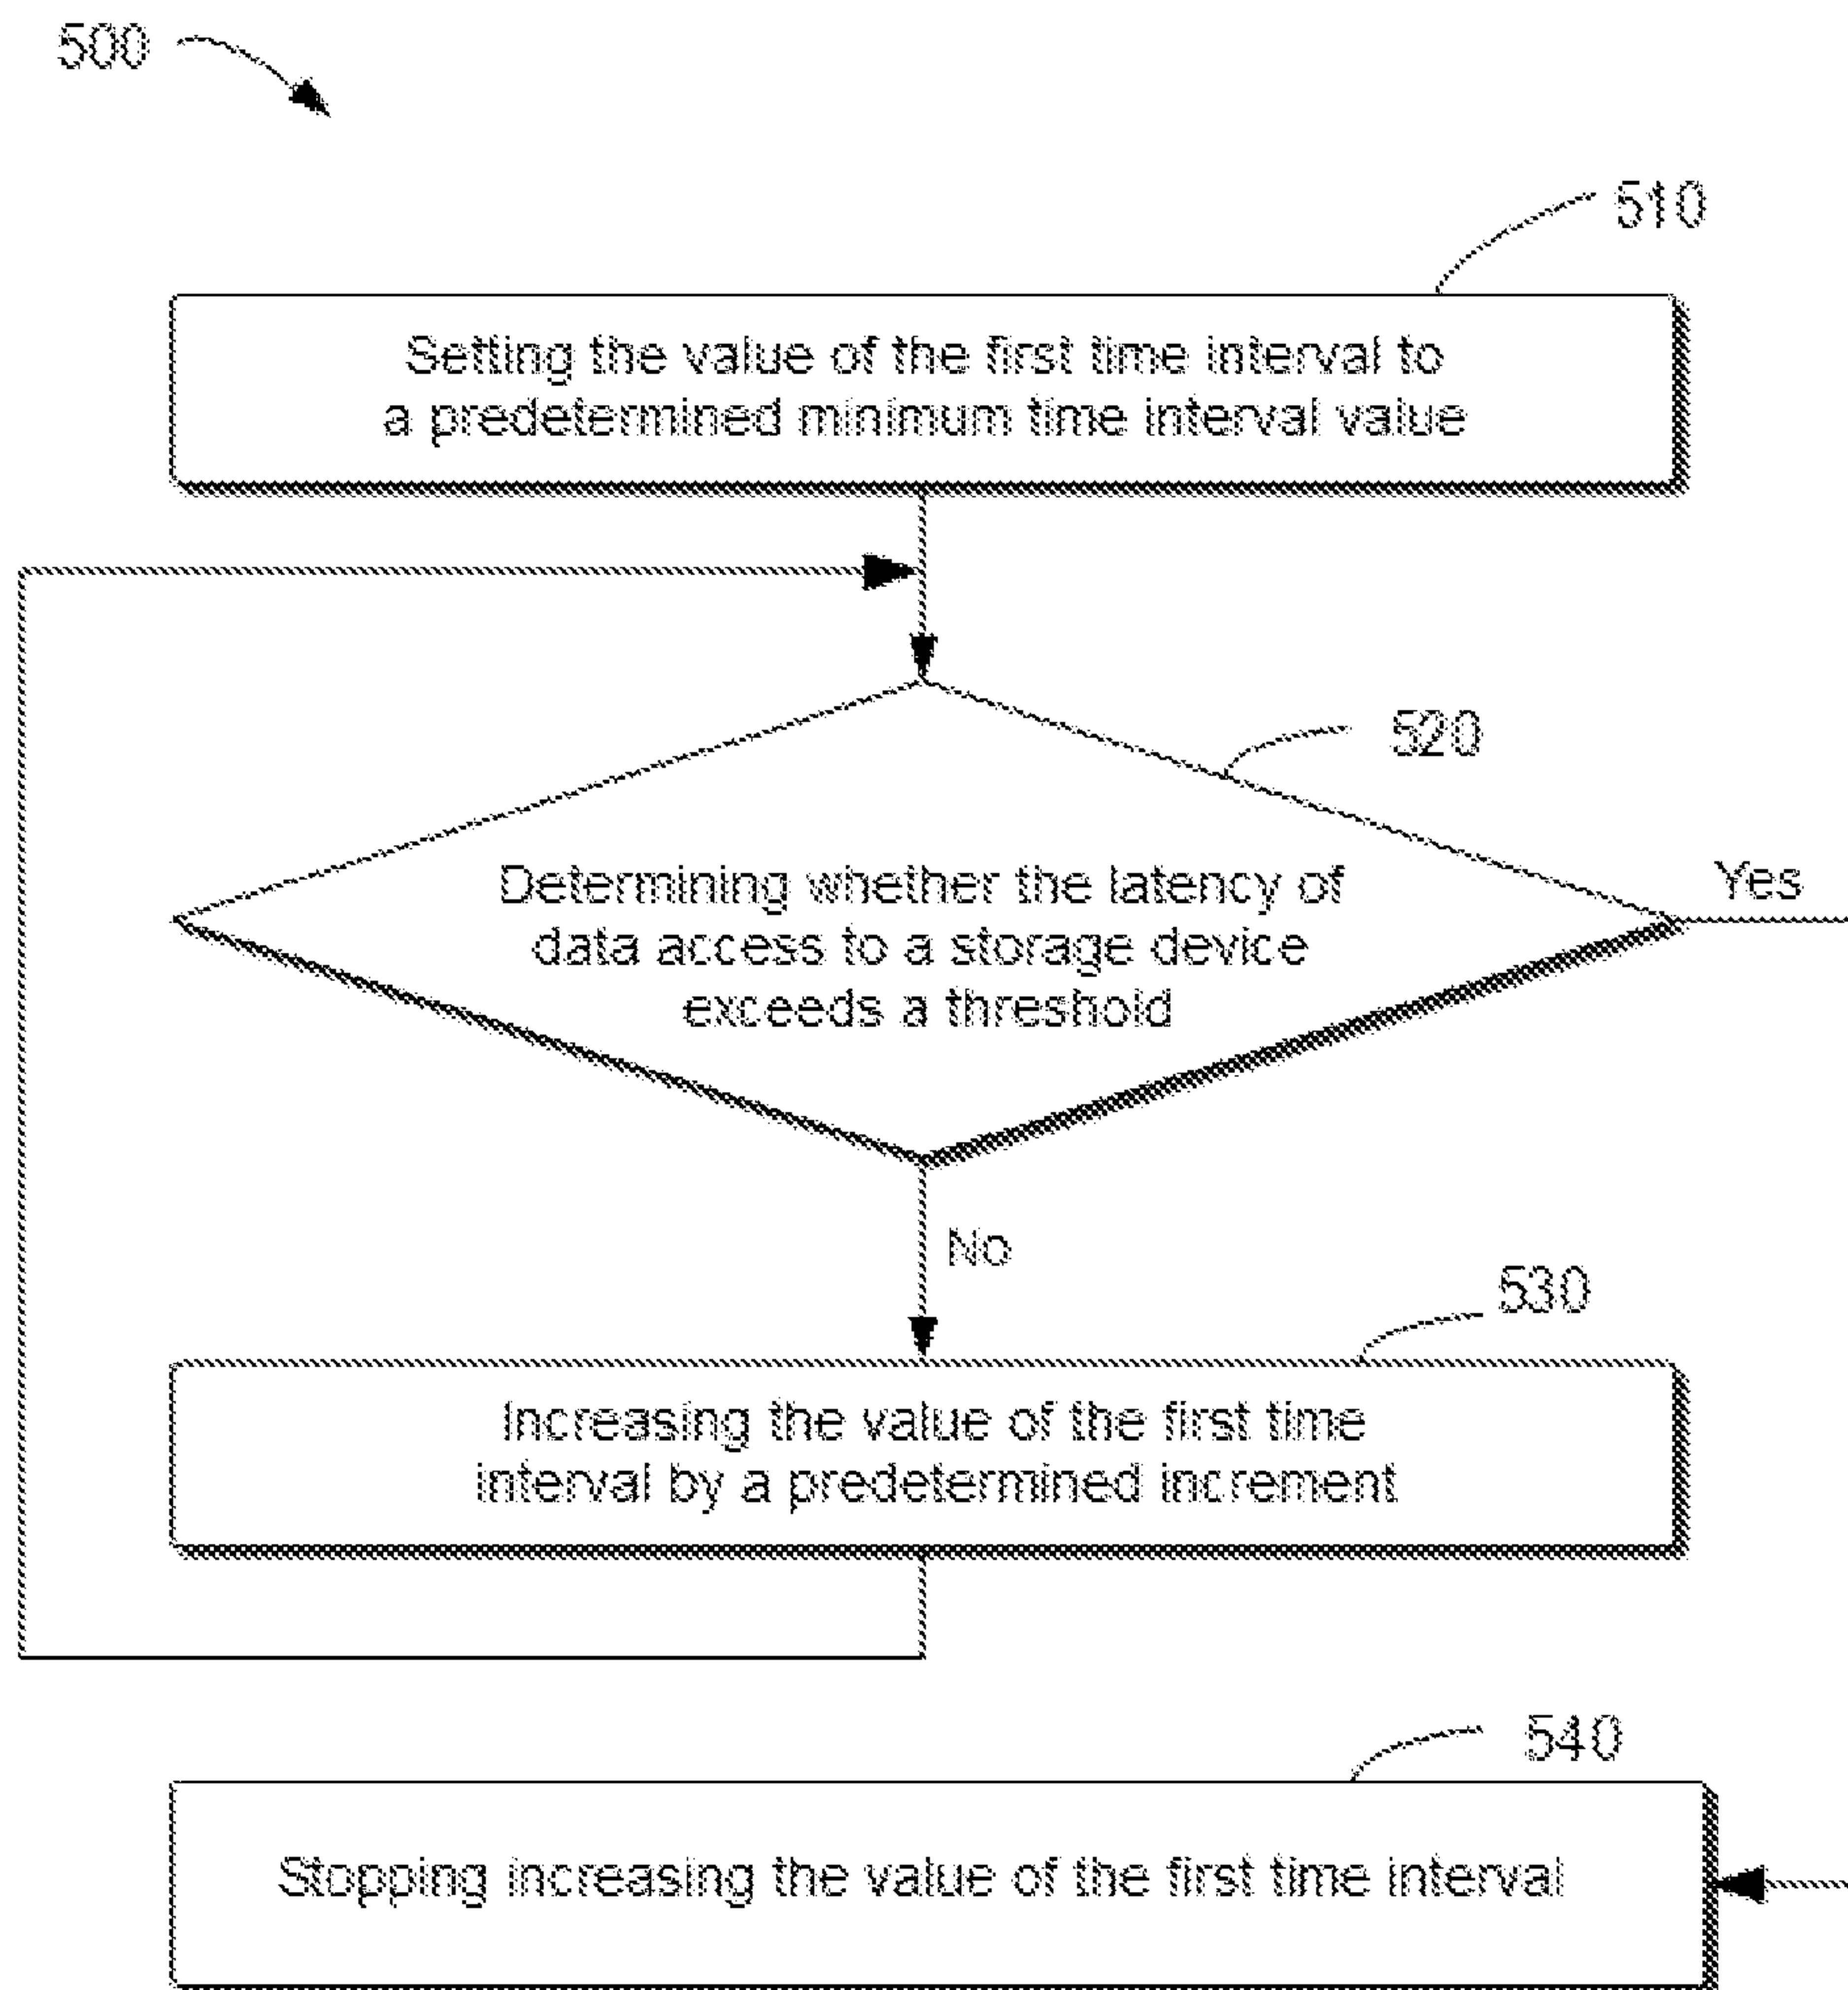 500
510
Setting the value of the first time interval to
a predetermined minimum time interval value
520
Determining whether the latency of
data access to a storage device
exceeds a threshold
Yes
No
530
Increasing the value of the first time
interval by a predetermined increment
540
Stopping increasing the value of the first time interval